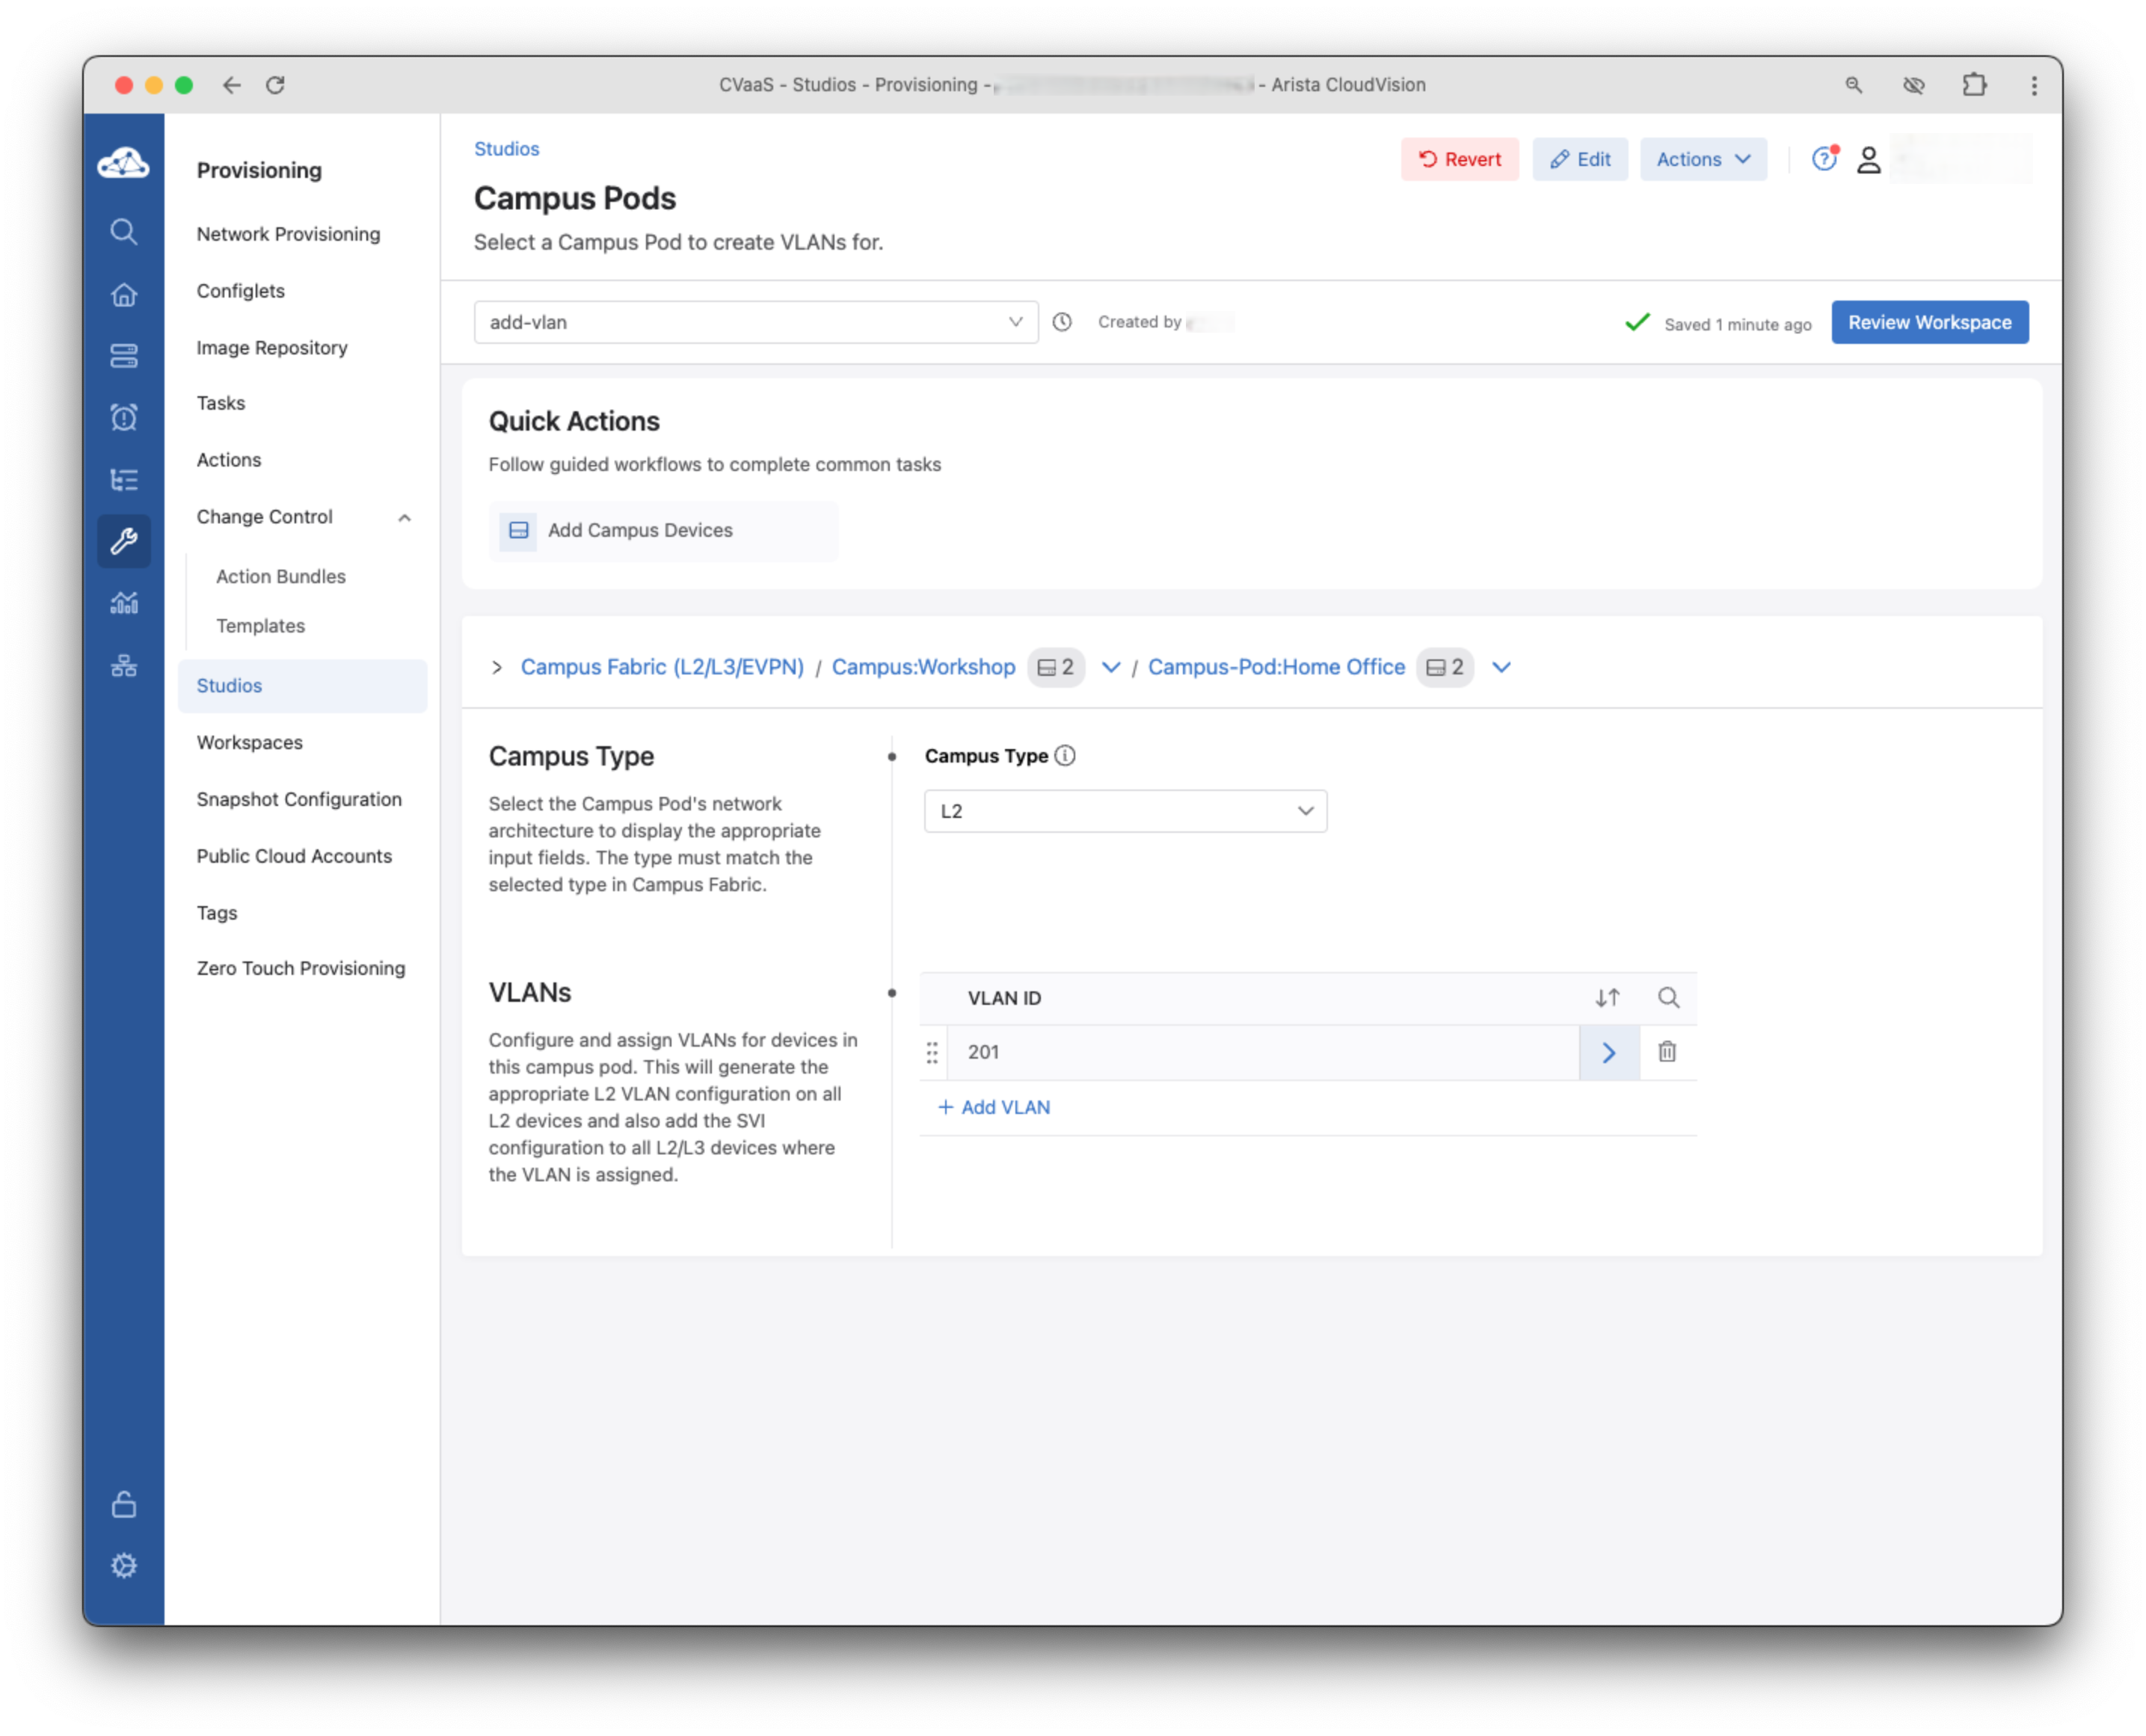 CVaaS - Studios - Provisioning - - Arista CloudVision
Provisioning
Network Provisioning
Configlets
Image Repository
Tasks
Actions
Change Control
Action Bundles
Templates
Studios
Workspaces
Snapshot Configuration
Public Cloud Accounts
Tags
Zero Touch Provisioning
Studios
Revert
Edit
Actions
Campus Pods
Select a Campus Pod to create VLANs for.
add-vlan
Created by
Saved 1 minute ago
Review Workspace
Quick Actions
Follow guided workflows to complete common tasks
Add Campus Devices
Campus Fabric (L2/L3/EVPN) / Campus:Workshop 2 / Campus-Pod:Home Office 2
Campus Type
Select the Campus Pod's network
architecture to display the appropriate
input fields. The type must match the
selected type in Campus Fabric.
Campus Type
L2
VLANs
Configure and assign VLANs for devices in
this campus pod. This will generate the
appropriate L2 VLAN configuration on all
L2 devices and also add the SVI
configuration to all L2/L3 devices where
the VLAN is assigned.
VLAN ID
201
+ Add VLAN